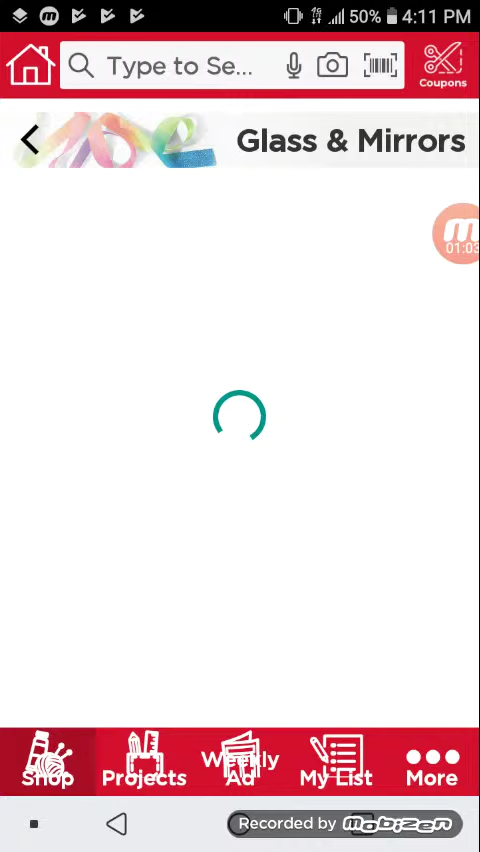 4G 50% 4:11 PM
Type to Se...
Coupons
Glass & Mirrors
01:03
Shop
Projects
Weekly
Ad
My List
More
Recorded by mobizen